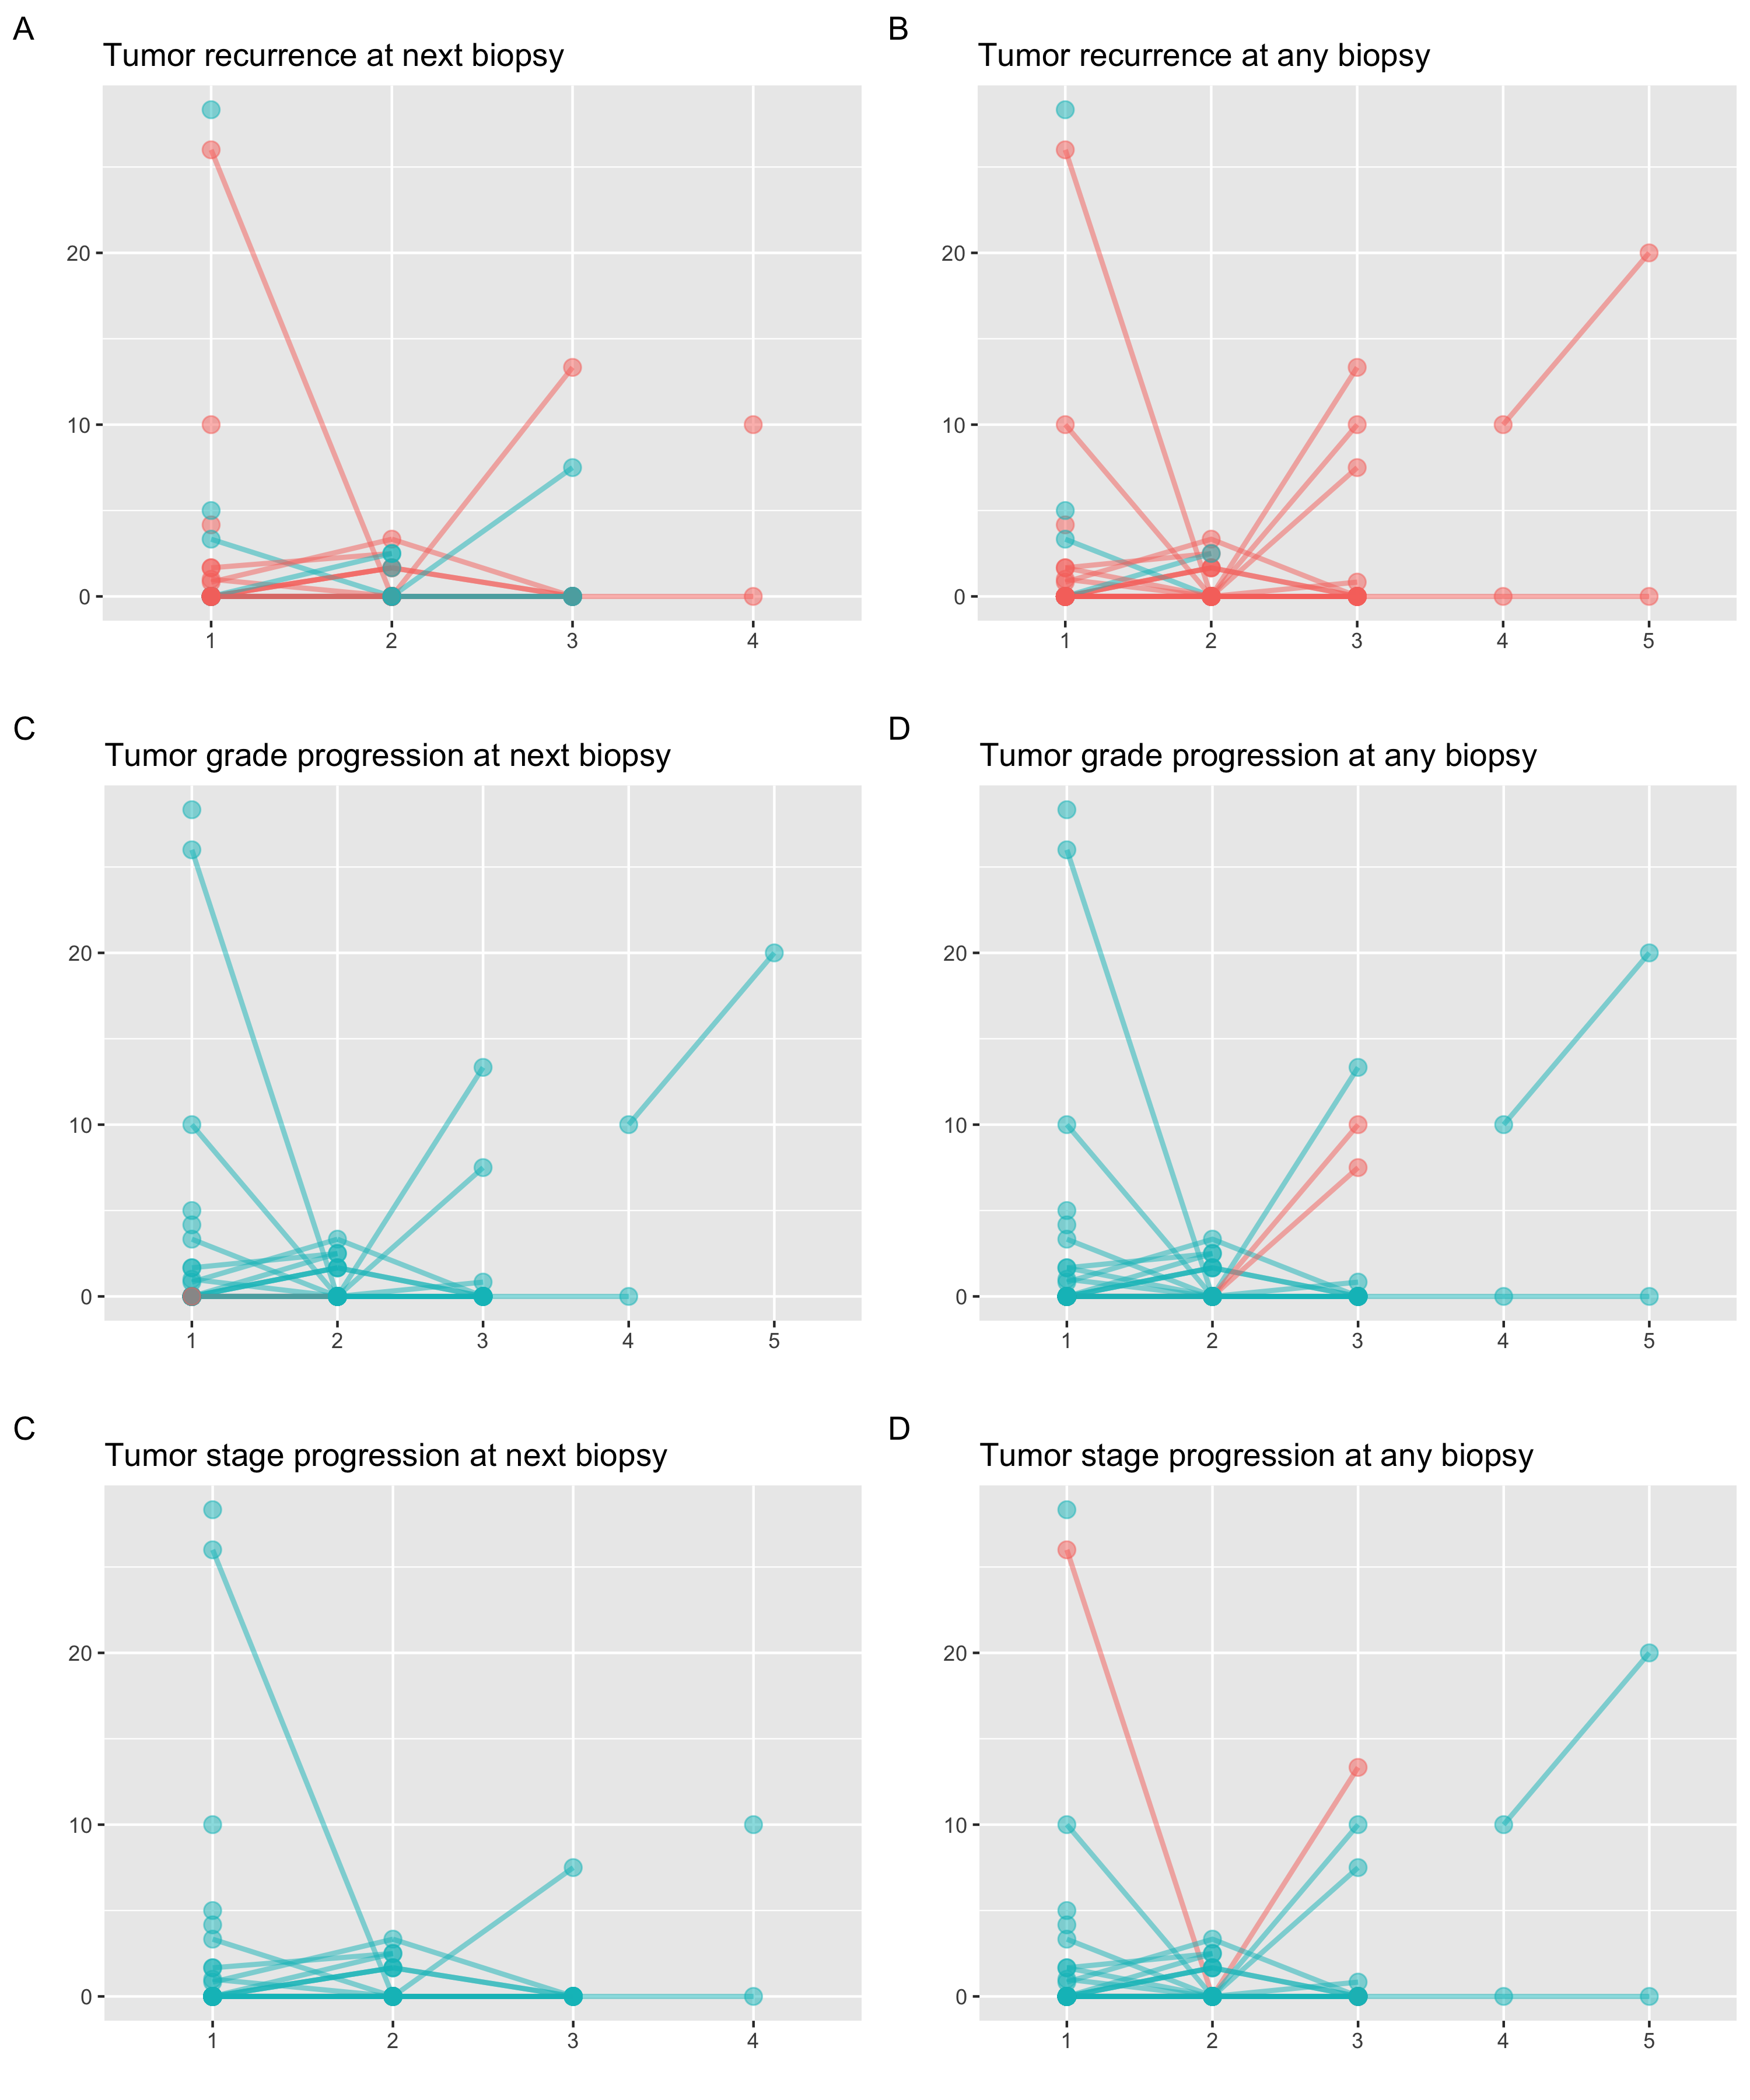 A
Tumor recurrence at next biopsy
20
10
0
1 2 3 4
B
Tumor recurrence at any biopsy
20
10
0
1 2 3 4 5
C
Tumor grade progression at next biopsy
20
10
0
1 2 3 4 5
D
Tumor grade progression at any biopsy
20
10
0
1 2 3 4 5
C
Tumor stage progression at next biopsy
20
10
0
1 2 3 4
D
Tumor stage progression at any biopsy
20
10
0
1 2 3 4 5